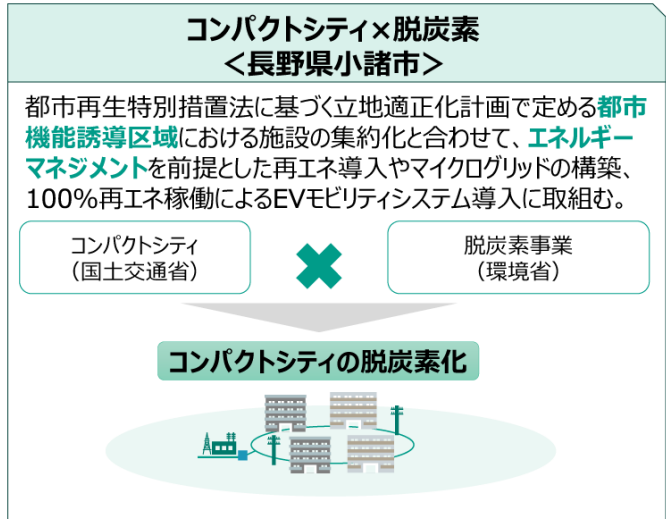 コンパクトシティ×脱炭素
＜長野県小諸市＞
都市再生特別措置法に基づく立地適正化計画で定める都市
機能誘導区域における施設の集約化と合わせて、エネルギー
マネジメントを前提とした再エネ導入やマイクログリッドの構築、
100％再エネ稼働によるEVモビリティシステム導入に取組む。
コンパクトシティ
（国土交通省）
脱炭素事業
（環境省）
コンパクトシティの脱炭素化